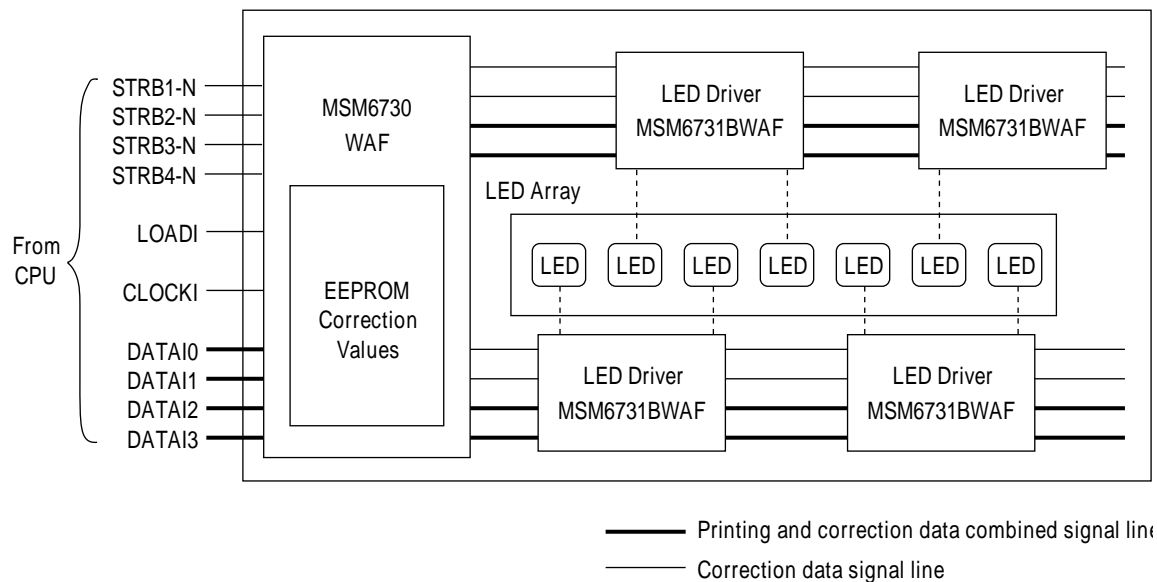 From
CPU
STRB1-N
STRB2-N
STRB3-N
STRB4-N
LOADI
CLOCKI
DATAI0
DATAI1
DATAI2
DATAI3
MSM6730
WAF
EEPROM
Correction
Values
LED Driver
MSM6731BWAF
LED Driver
MSM6731BWAF
LED Array
LED
LED
LED
LED
LED
LED
LED
LED Driver
MSM6731BWAF
LED Driver
MSM6731BWAF
Printing and correction data combined signal line
Correction data signal line